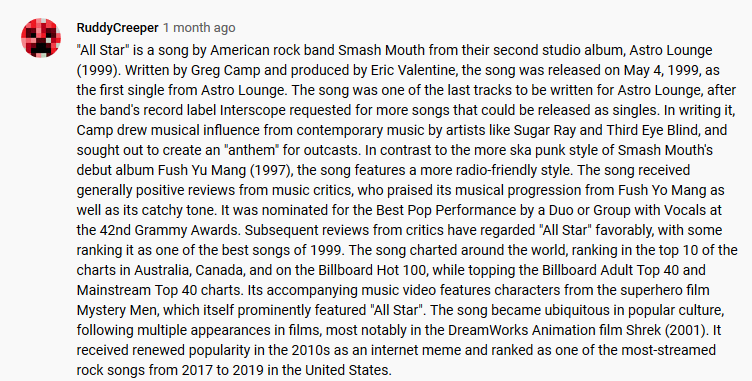 RuddyCreeper 1 month ago
"All Star" is a song by American rock band Smash Mouth from their second studio album, Astro Lounge
(1999). Written by Greg Camp and produced by Eric Valentine, the song was released on May 4, 1999, as
the first single from Astro Lounge. The song was one of the last tracks to be written for Astro Lounge, after
the band's record label Interscope requested for more songs that could be released as singles. In writing it,
Camp drew musical influence from contemporary music by artists like Sugar Ray and Third Eye Blind, and
sought out to create an "anthem" for outcasts. In contrast to the more ska punk style of Smash Mouth's
debut album Fush Yu Mang (1997), the song features a more radio-friendly style. The song received
generally positive reviews from music critics, who praised its musical progression from Fush Yo Mang as
well as its catchy tone. It was nominated for the Best Pop Performance by a Duo or Group with Vocals at
the 42nd Grammy Awards. Subsequent reviews from critics have regarded "All Star" favorably, with some
ranking it as one of the best songs of 1999. The song charted around the world, ranking in the top 10 of the
charts in Australia, Canada, and on the Billboard Hot 100, while topping the Billboard Adult Top 40 and
Mainstream Top 40 charts. Its accompanying music video features characters from the superhero film
Mystery Men, which itself prominently featured "All Star". The song became ubiquitous in popular culture,
following multiple appearances in films, most notably in the DreamWorks Animation film Shrek (2001). It
received renewed popularity in the 2010s as an internet meme and ranked as one of the most-streamed
rock songs from 2017 to 2019 in the United States.